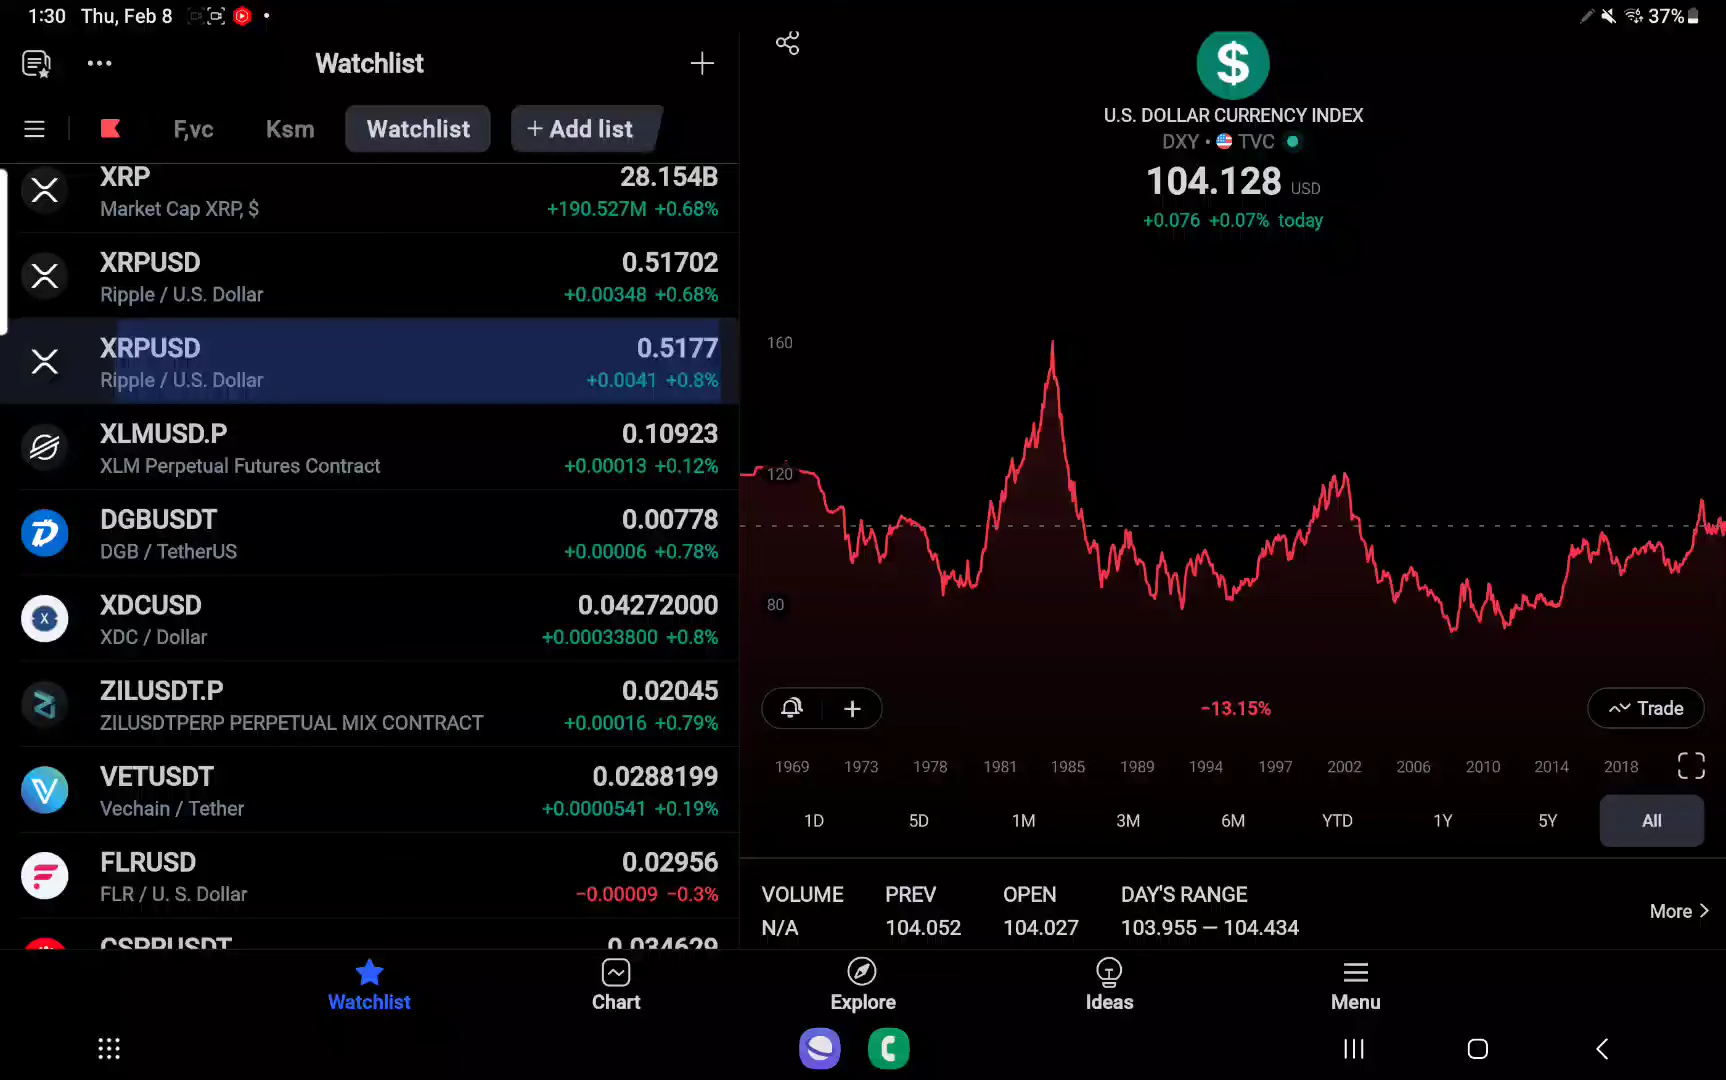 1:30 Thu, Feb 8
37%
Watchlist
F,vc Ksm Watchlist + Add list
XRP 28.154B
Market Cap XRP, $ +190.527M +0.68%
XRPUSD 0.51702
Ripple / U.S. Dollar +0.00348 +0.68%
XRPUSD 0.5177
Ripple / U.S. Dollar +0.0041 +0.8%
XLMUSD.P 0.10923
XLM Perpetual Futures Contract +0.00013 +0.12%
DGBUSDT 0.00778
DGB / TetherUS +0.00006 +0.78%
XDCUSD 0.04272000
XDC / Dollar +0.00033800 +0.8%
ZILUSDT.P 0.02045
ZILUSDTPERP PERPETUAL MIX CONTRACT +0.00016 +0.79%
VETUSDT 0.0288199
Vechain / Tether +0.0000541 +0.19%
FLRUSD 0.02956
FLR / U. S. Dollar −0.00009 −0.3%
CSPRUSDT 0.034629
U.S. DOLLAR CURRENCY INDEX
DXY • TVC
104.128 USD
+0.076 +0.07% today
160
120
80
−13.15%
Trade
1969 1973 1978 1981 1985 1989 1994 1997 2002 2006 2010 2014 2018
1D 5D 1M 3M 6M YTD 1Y 5Y All
VOLUME PREV OPEN DAY'S RANGE
N/A 104.052 104.027 103.955 — 104.434
More >
Watchlist Chart Explore Ideas Menu